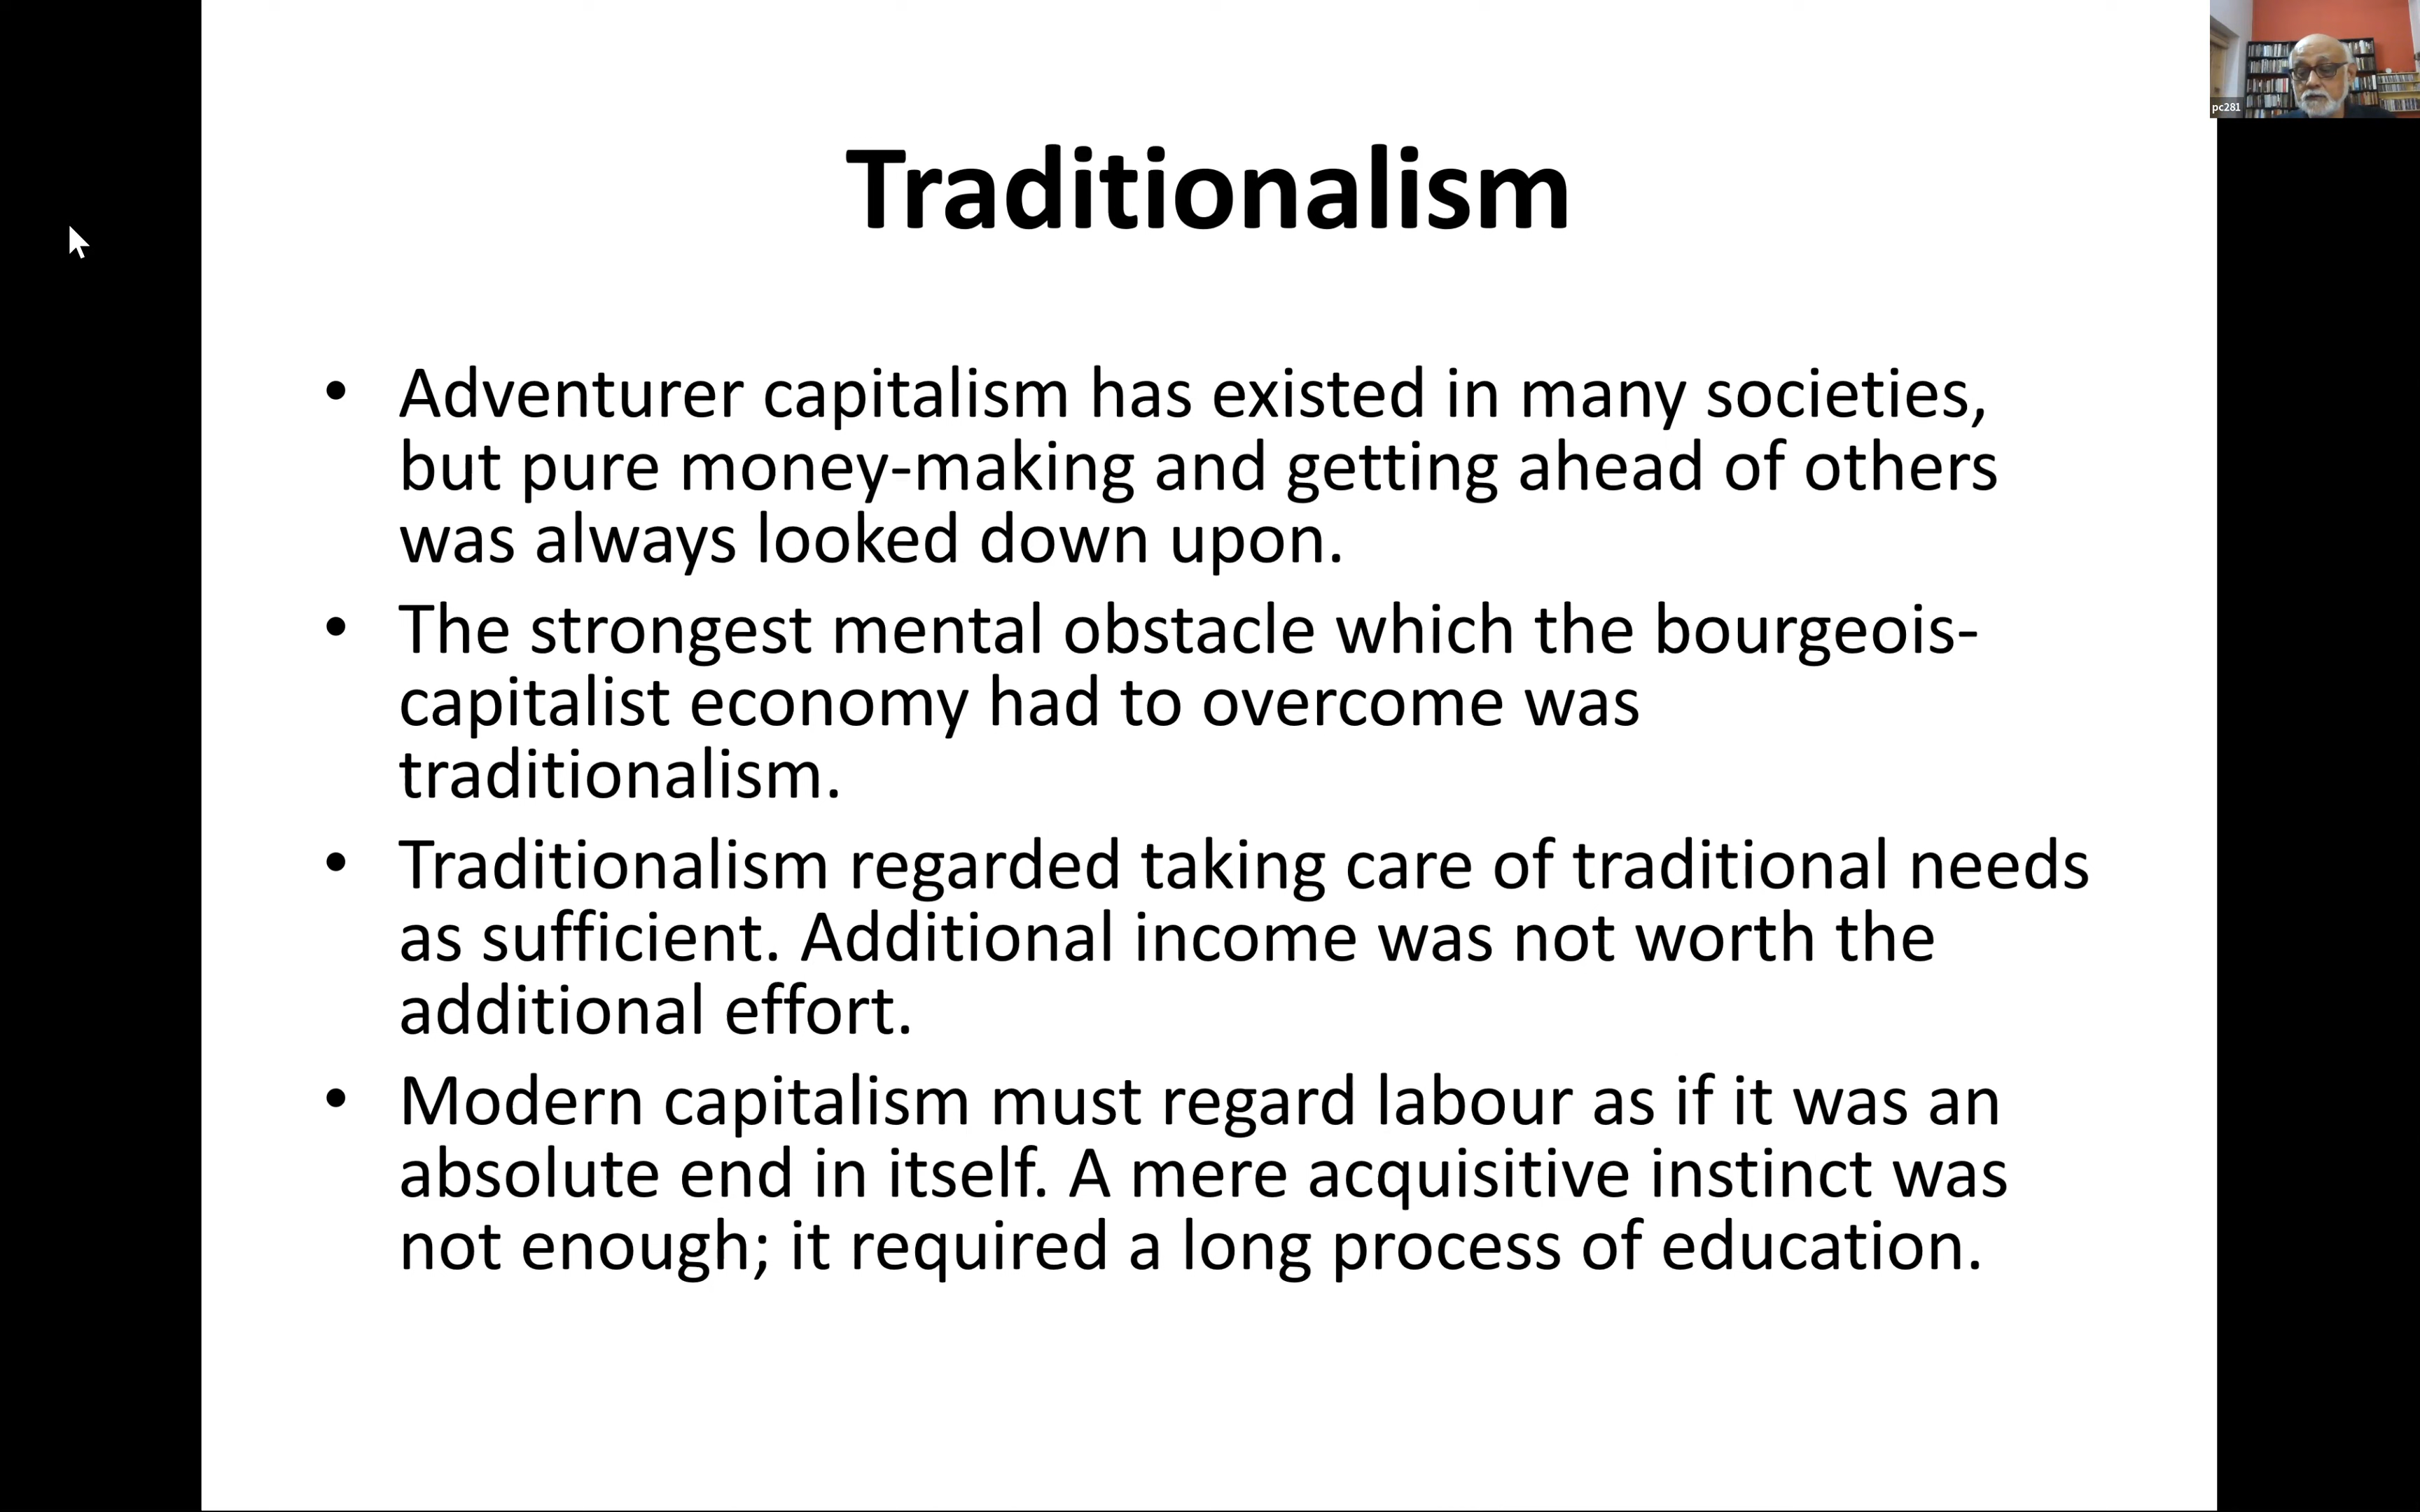 pc281
Traditionalism
• Adventurer capitalism has existed in many societies,
but pure money-making and getting ahead of others
was always looked down upon.
• The strongest mental obstacle which the bourgeois-
capitalist economy had to overcome was
traditionalism.
• Traditionalism regarded taking care of traditional needs
as sufficient. Additional income was not worth the
additional effort.
• Modern capitalism must regard labour as if it was an
absolute end in itself. A mere acquisitive instinct was
not enough; it required a long process of education.